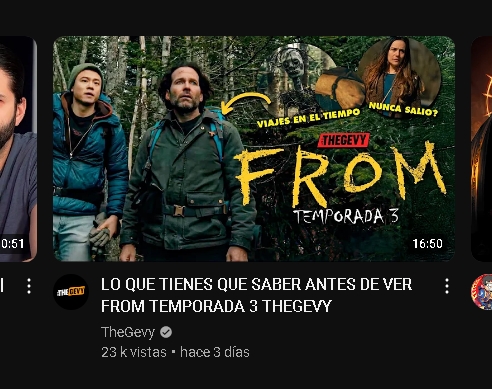 VIAJES EN EL TIEMPO
NUNCA SALIO?
THEGEVY
FROM
TEMPORADA 3
0:51
16:50
THEGEVY
LO QUE TIENES QUE SABER ANTES DE VER
FROM TEMPORADA 3 THEGEVY
TheGevy
23 k vistas • hace 3 días